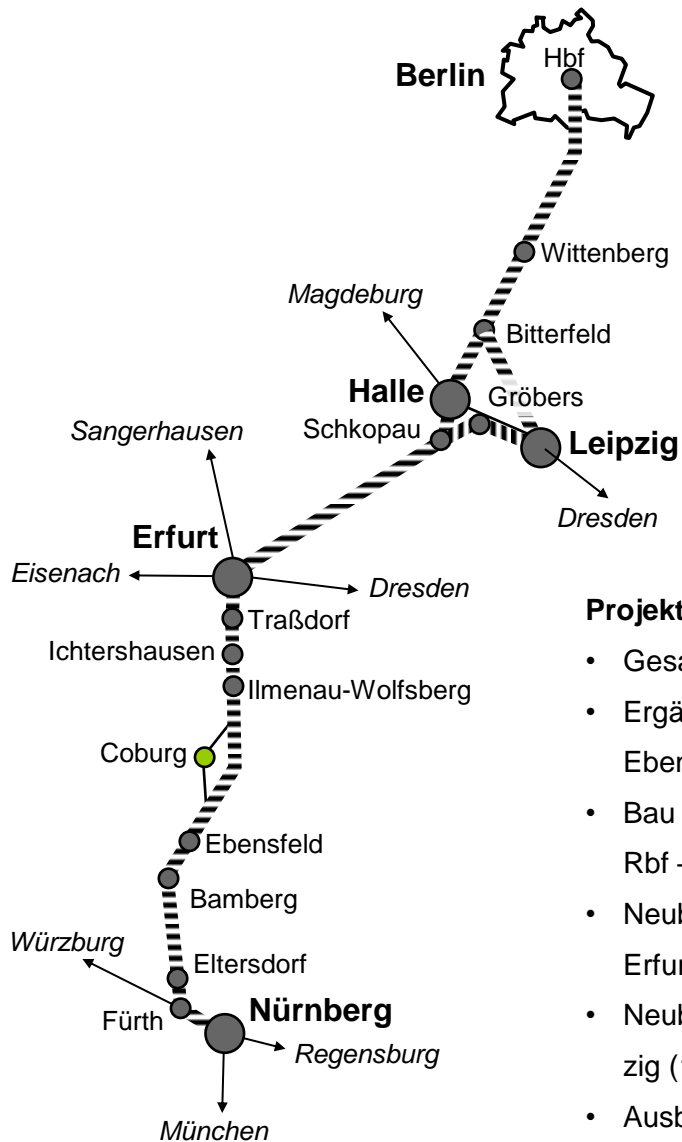 Hbf
Berlin
Wittenberg
Magdeburg
Bitterfeld
Halle
Gröbers
Schkopau
Leipzig
Sangerhausen
Dresden
Erfurt
Eisenach
Dresden
Traßdorf
Ichtershausen
Ilmenau-Wolfsberg
Coburg
Ebensfeld
Bamberg
Würzburg
Eltersdorf
Fürth
Nürnberg
Regensburg
München
Projekt
• Gesa
• Ergä
Eber
• Bau
Rbf -
• Neub
Erfur
• Neub
zig (
• Ausb